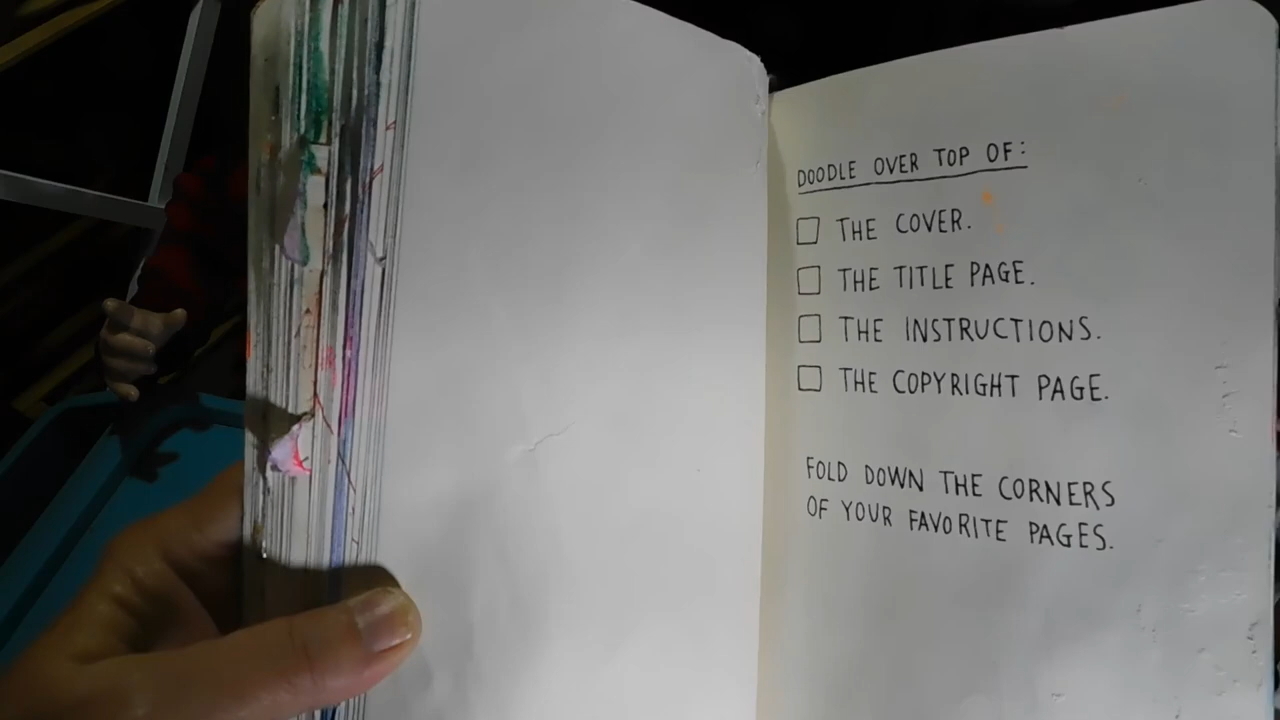 DOODLE OVER TOP OF:
THE COVER.
THE TITLE PAGE.
THE INSTRUCTIONS.
THE COPYRIGHT PAGE.
FOLD DOWN THE CORNERS
OF YOUR FAVORITE PAGES.